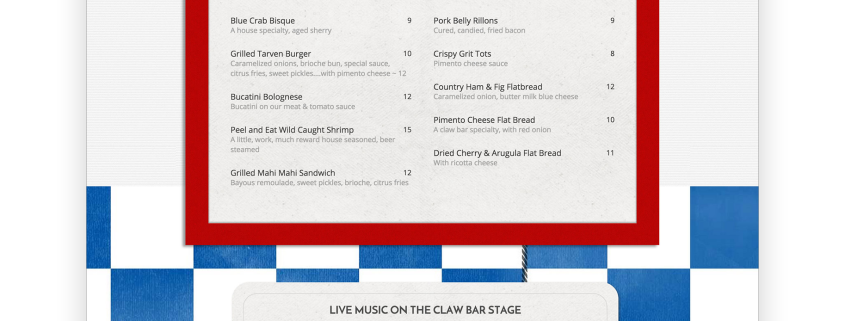 Blue Crab Bisque 9
A house specialty, aged sherry
Grilled Tarven Burger 10
Caramelized onions, brioche bun, special sauce,
citrus fries, sweet pickles....with pimento cheese ~ 12
Bucatini Bolognese 12
Bucatini on our meat & tomato sauce
Peel and Eat Wild Caught Shrimp 15
A little, work, much reward house seasoned, beer
steamed
Grilled Mahi Mahi Sandwich 12
Bayous remoulade, sweet pickles, brioche, citrus fries
Pork Belly Rillons 9
Cured, candied, fried bacon
Crispy Grit Tots 8
Pimento cheese sauce
Country Ham & Fig Flatbread 12
Caramelized onion, butter milk blue cheese
Pimento Cheese Flat Bread 10
A claw bar specialty, with red onion
Dried Cherry & Arugula Flat Bread 11
With ricotta cheese
LIVE MUSIC ON THE CLAW BAR STAGE